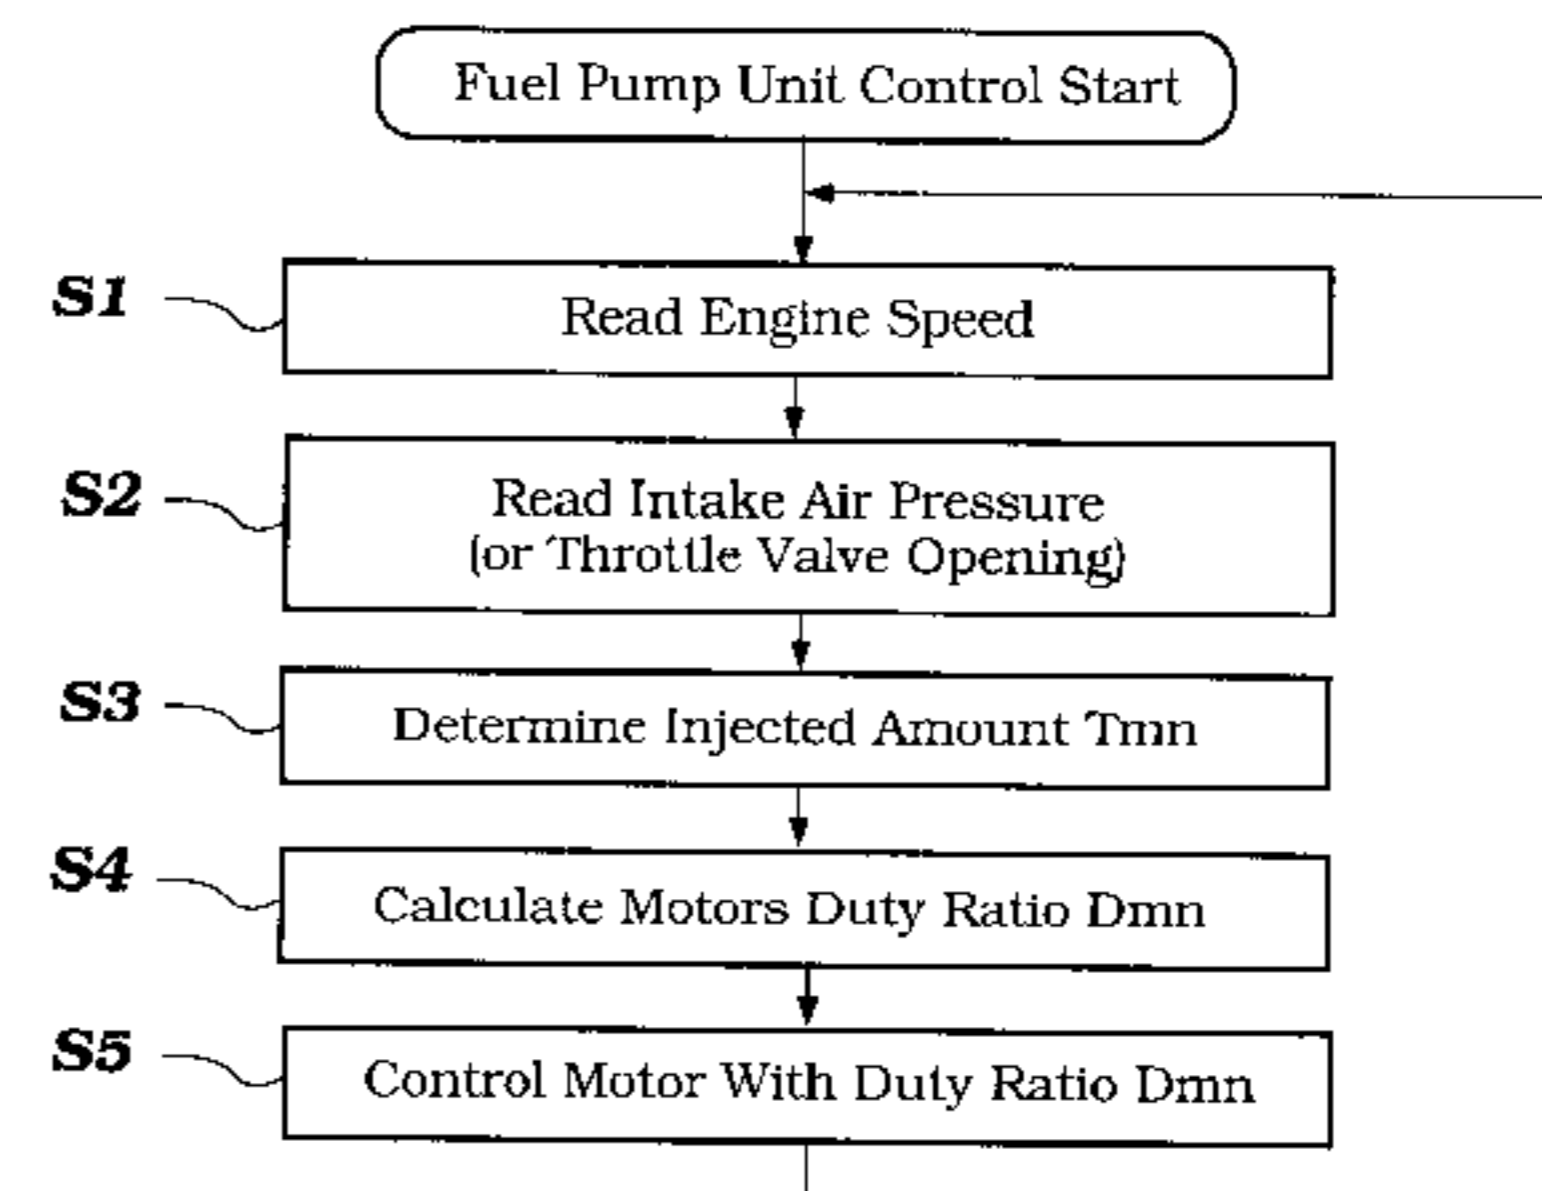 Fuel Pump Unit Control Start
S1
Read Engine Speed
S2
Read Intake Air Pressure
(or Throttle Valve Opening)
S3
Determine Injected Amount Tmn
S4
Calculate Motors Duty Ratio Dmn
S5
Control Motor With Duty Ratio Dmn